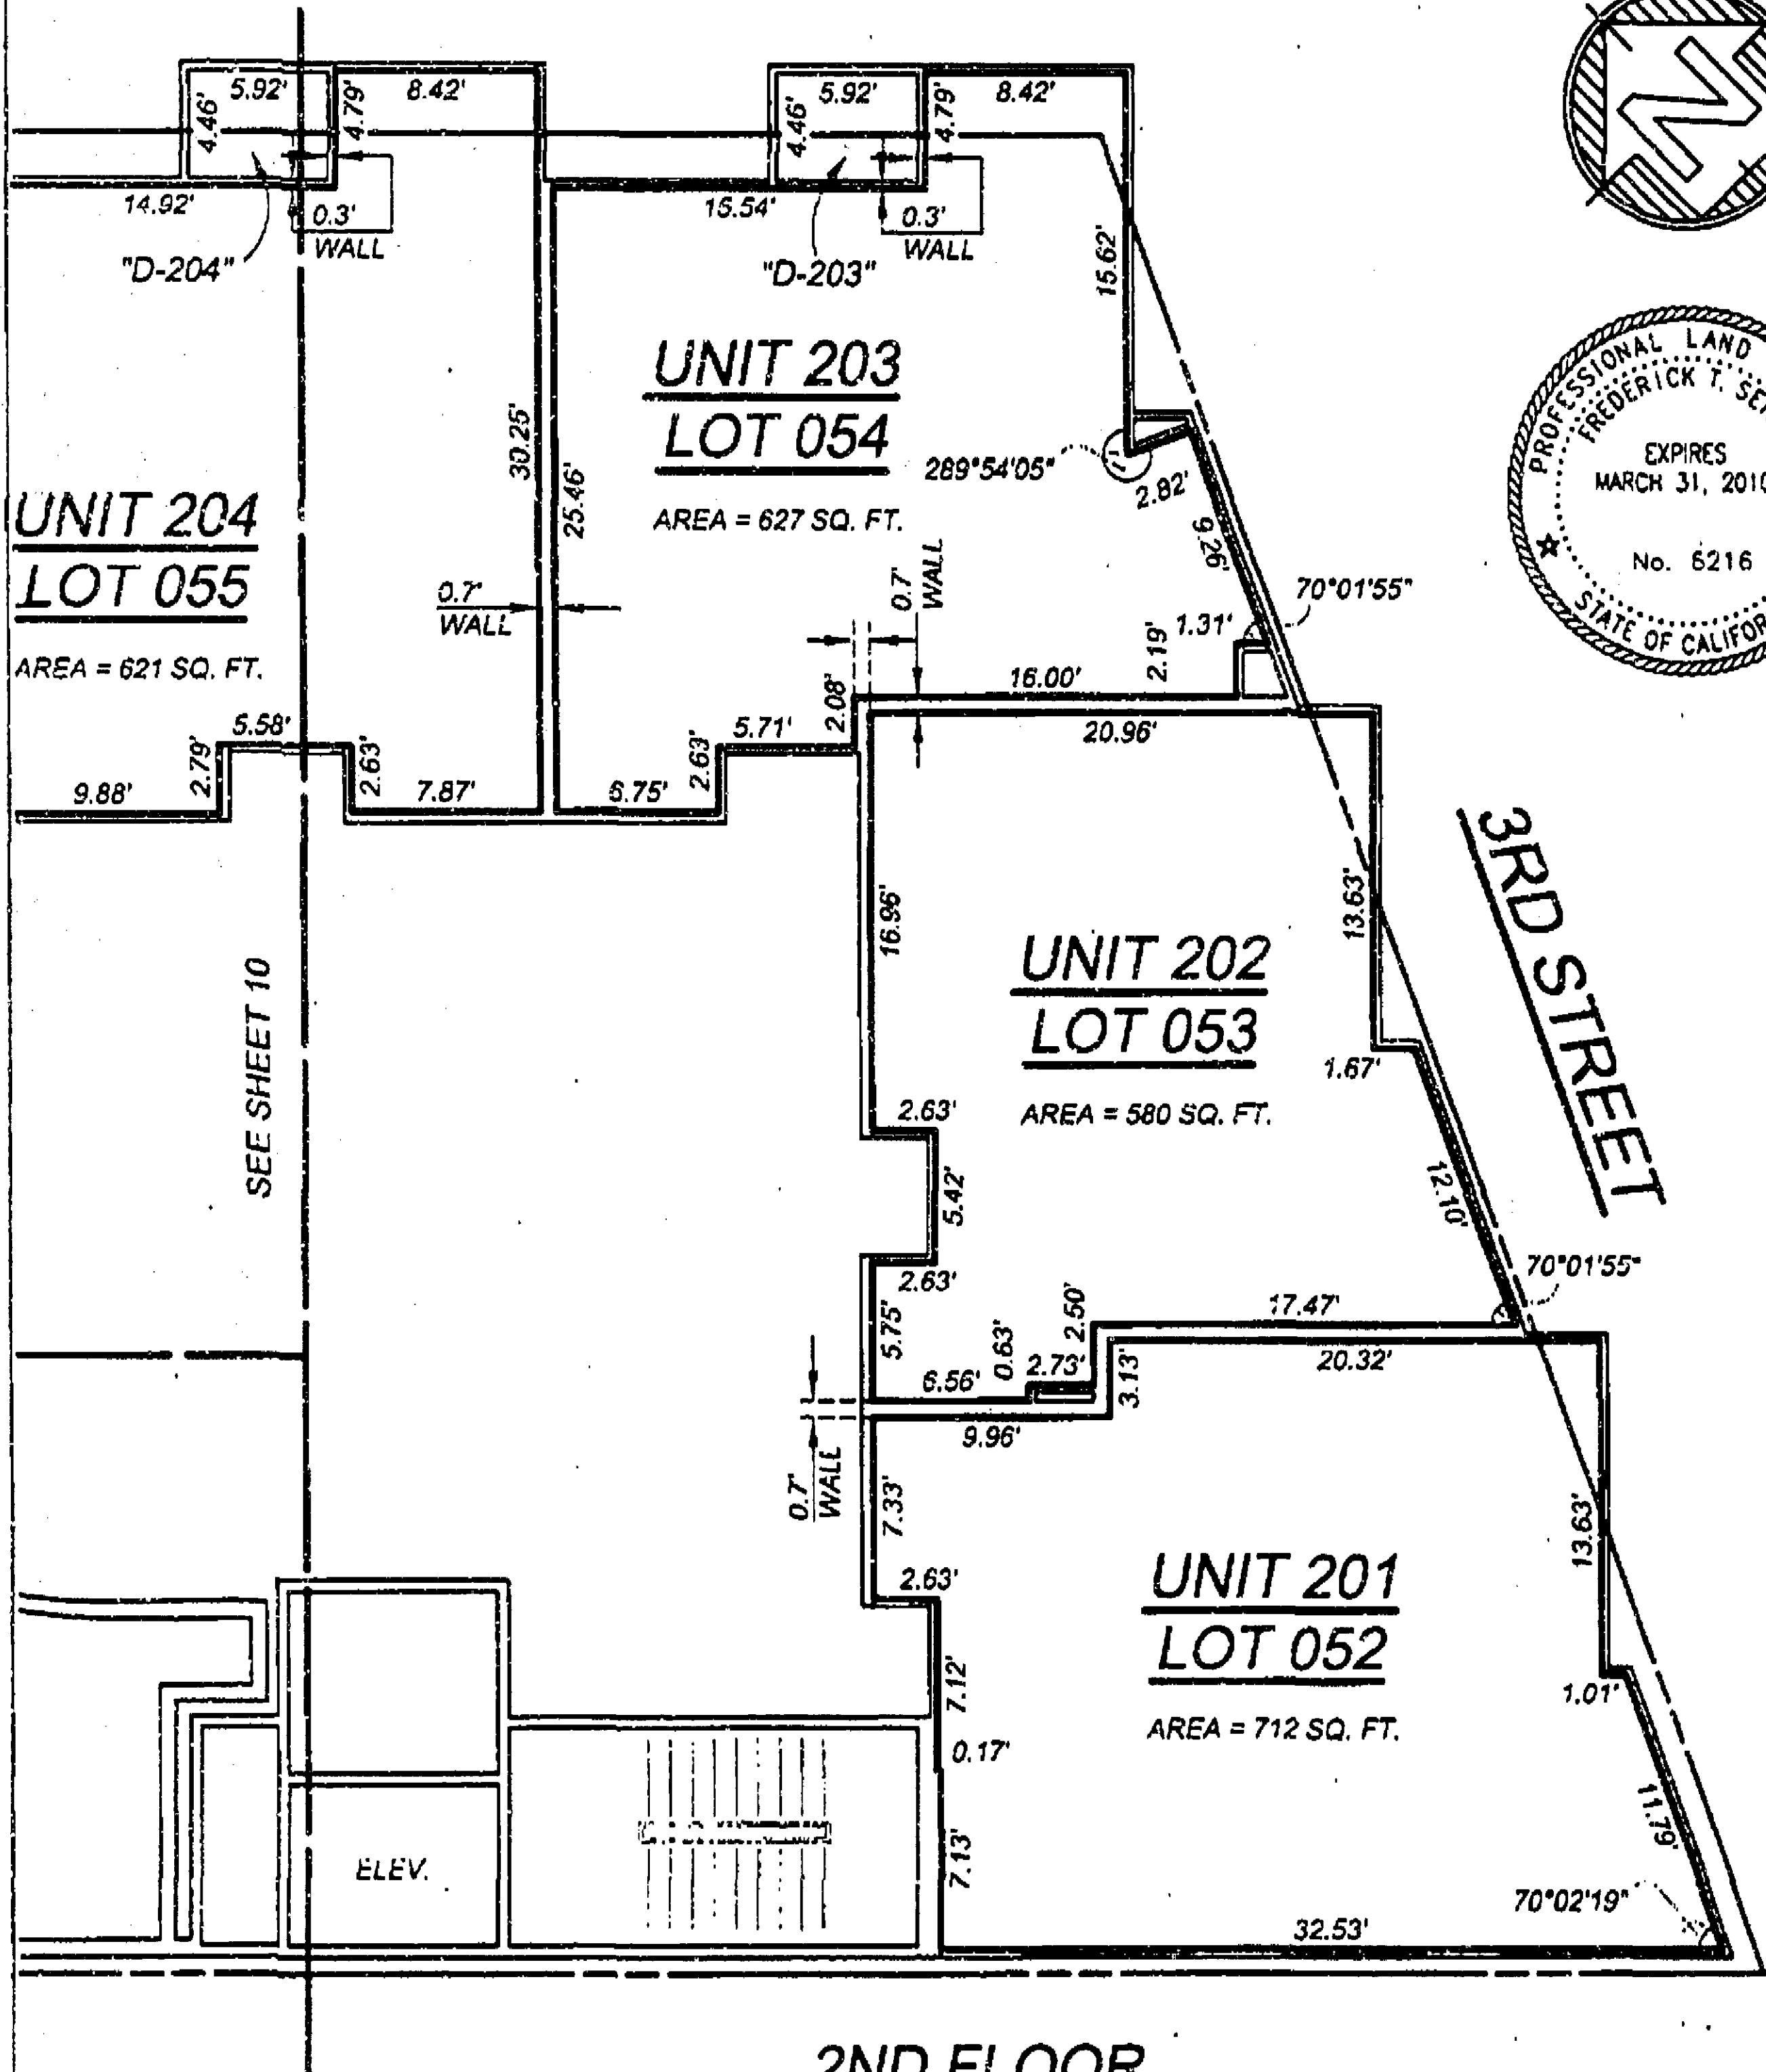 5.92'
8.42'
5.92'
8.42'
4.46'
4.79'
4.46'
4.79'
14.92'
0.3'
WALL
15.54'
0.3'
WALL
"D-204"
"D-203"
15.62'
UNIT 203
LOT 054
AREA = 627 SQ. FT.
30.25'
25.46'
289°54'05"
2.82'
9.26'
UNIT 204
LOT 055
AREA = 621 SQ. FT.
0.7'
WALL
0.7'
WALL
70°01'55"
1.31'
2.19'
16.00'
2.08'
20.96'
5.58'
5.71'
2.79'
2.63'
2.63'
9.88'
7.87'
6.75'
PROFESSIONAL LAND
FREDERICK T.
EXPIRES
MARCH 31, 2010
No. 6216
STATE OF
3RD STREET
16.96'
13.63'
UNIT 202
LOT 053
AREA = 580 SQ. FT.
1.67'
SEE SHEET 10
2.63'
5.42'
2.63'
12.10'
70°01'55"
5.75'
2.50'
17.47'
0.63'
2.73'
6.56'
3.13'
20.32'
9.96'
0.7'
WALL
7.33'
13.63'
2.63'
UNIT 201
LOT 052
AREA = 712 SQ. FT.
7.12'
1.01'
0.17'
11.79'
7.13'
ELEV.
70°02'19"
32.53'
2ND FLOOR